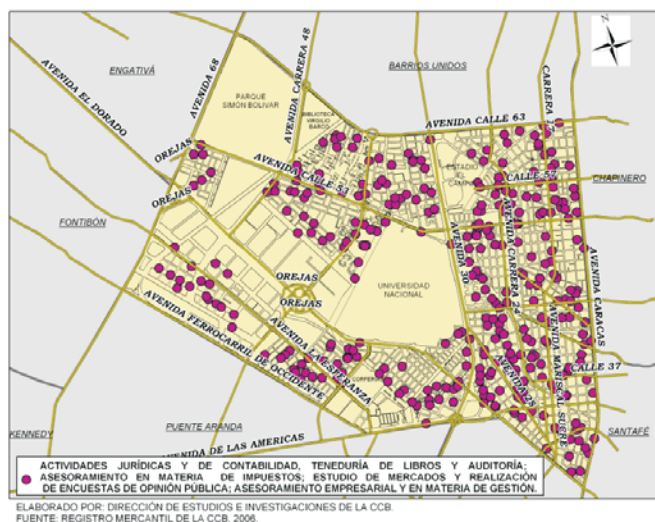 N
ENGATIVÁ
BARRIOS UNIDOS
AVENIDA 68
AVENIDA CARRERA 48
CARRERA 17
AVENIDA EL DORADO
PARQUE
SIMON BOLIVAR
BIBLIOTECA
VIRGILIO
BARCO
AVENIDA CALLE 63
OREJAS
AVENIDA CALLE 53
ESTADIO
CALLE 57
CHAPINERO
OREJAS
FONTIBÓN
AVENIDA 30
AVENIDA CARRERA 24
AVENIDA CARACAS
OREJAS
OREJAS
UNIVERSIDAD
NACIONAL
AVENIDA FERROCARRIL DE OCCIDENTE
AVENIDA LA ESPERANZA
AVENIDA 28
AVENIDA MARISCAL SUCRE
CALLE 37
PUENTE ARANDA
SANTAFÉ
KENNEDY
AVENIDA DE LAS AMERICAS
ACTIVIDADES JURÍDICAS Y DE CONTABILIDAD, TENEDURÍA DE LIBROS Y AUDITORÍA;
ASESORAMIENTO EN MATERIA DE IMPUESTOS; ESTUDIO DE MERCADOS Y REALIZACIÓN
DE ENCUESTAS DE OPINIÓN PÚBLICA; ASESORAMIENTO EMPRESARIAL Y EN MATERIA DE GESTIÓN.
ELABORADO POR: DIRECCIÓN DE ESTUDIOS E INVESTIGACIONES DE LA CCB.
FUENTE: REGISTRO MERCANTIL DE LA CCB. 2006.